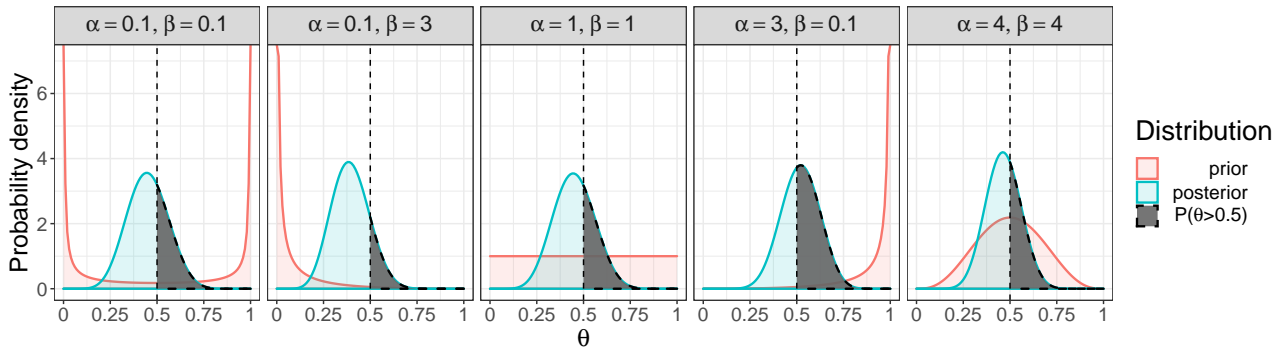 α = 0.1, β = 0.1
α = 0.1, β = 3
α = 1, β = 1
α = 3, β = 0.1
α = 4, β = 4
Probability density
6
4
2
0
0 0.25 0.5 0.75 1
0 0.25 0.5 0.75 1
0 0.25 0.5 0.75 1
0 0.25 0.5 0.75 1
0 0.25 0.5 0.75 1
θ
Distribution
prior
posterior
P(θ>0.5)